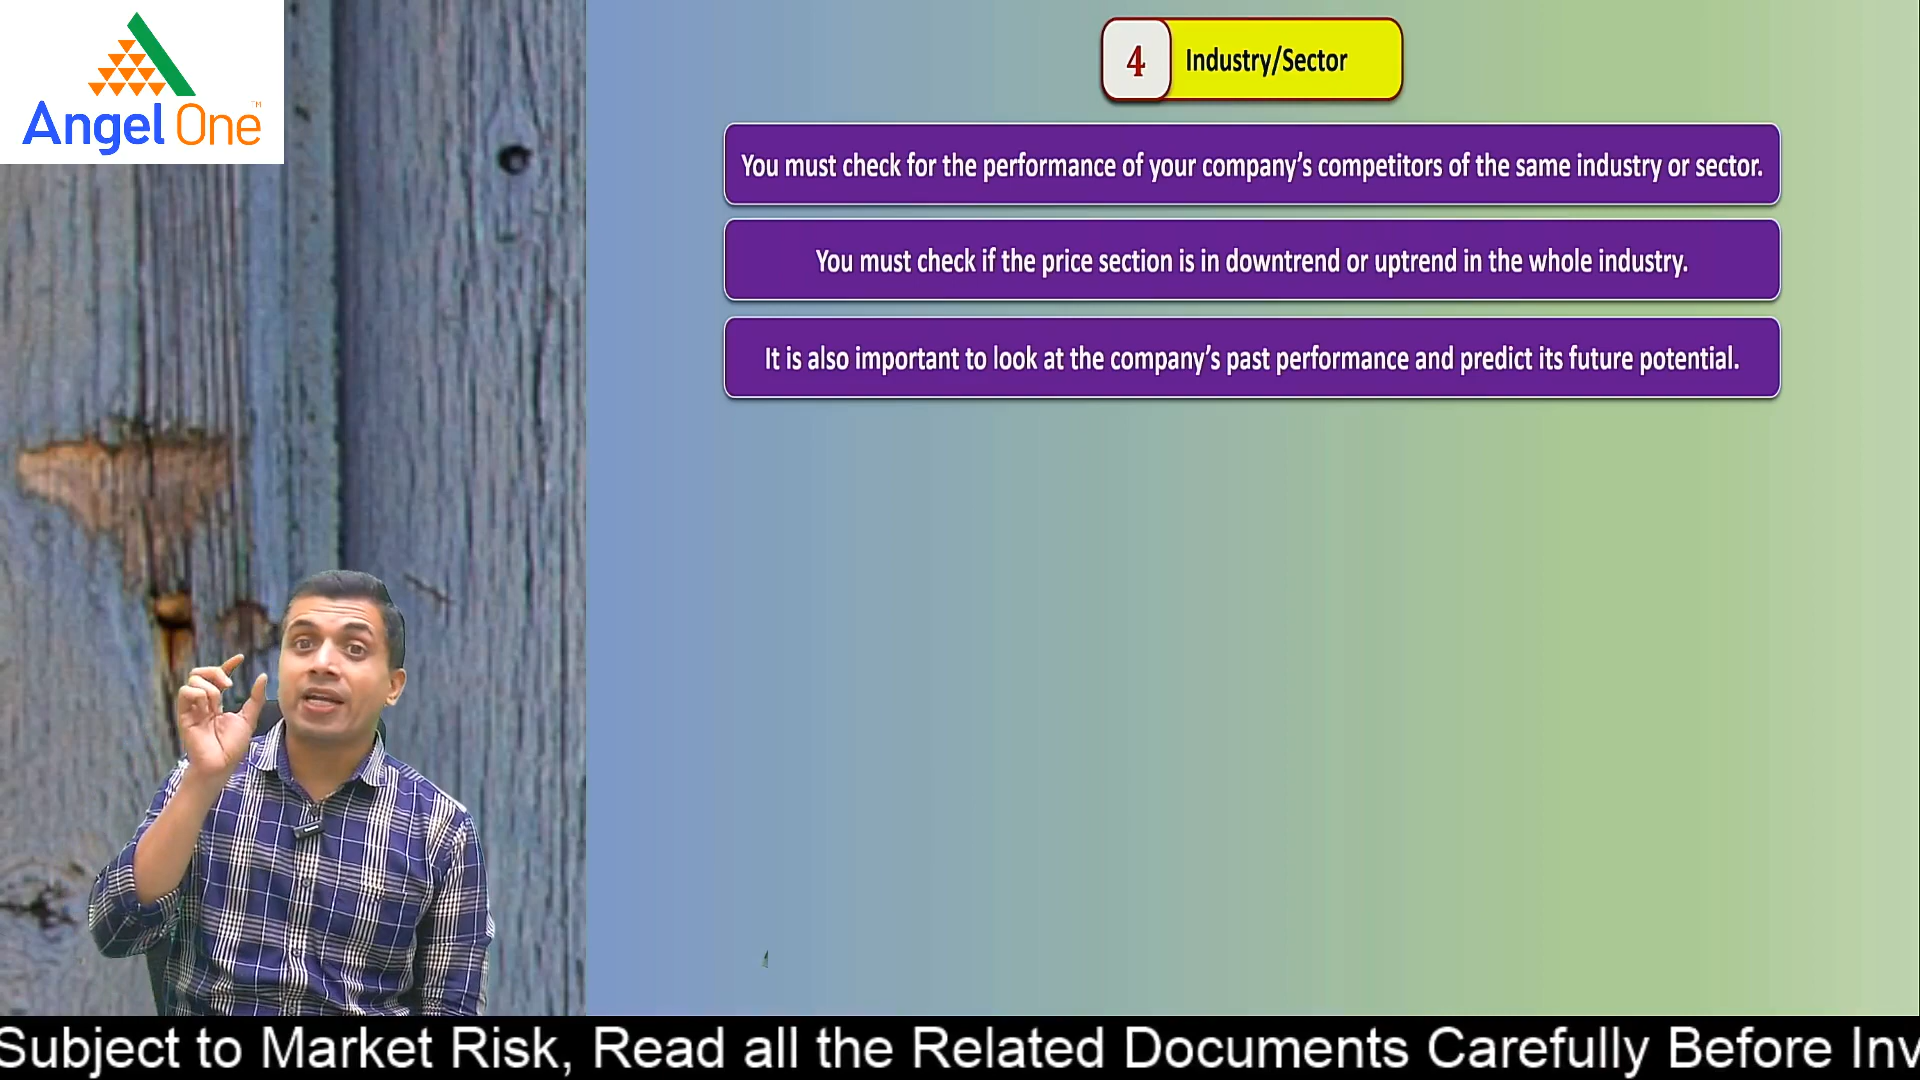 Angel One™
4 Industry/Sector
You must check for the performance of your company’s competitors of the same industry or sector.
You must check if the price section is in downtrend or uptrend in the whole industry.
It is also important to look at the company’s past performance and predict its future potential.
Subject to Market Risk, Read all the Related Documents Carefully Before Inv